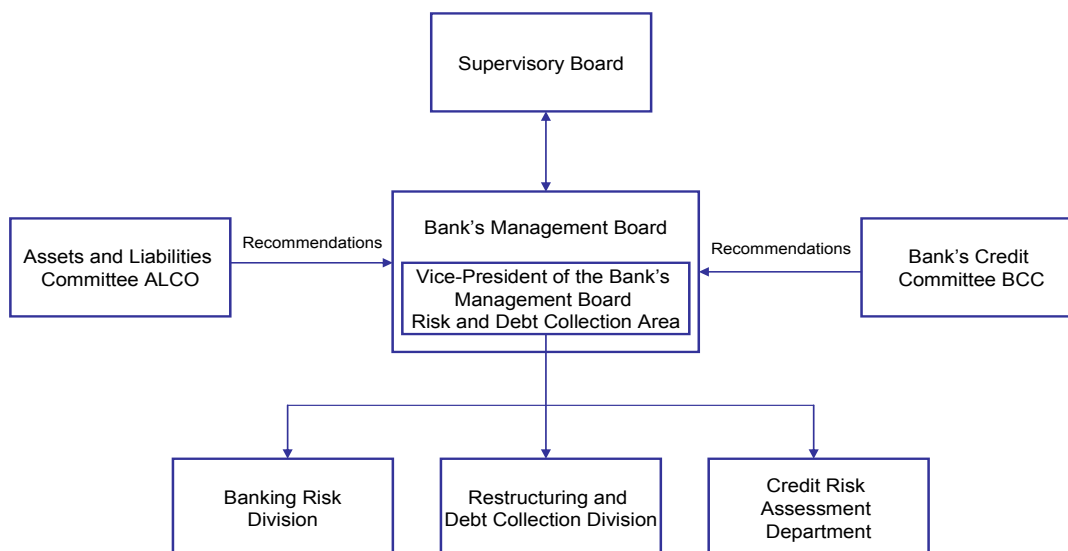 Supervisory Board
Bank's Management Board
Assets and Liabilities
Committee ALCO
Recommendations
Vice-President of the Bank's
Management Board
Risk and Debt Collection Area
Recommendations
Bank's Credit
Committee BCC
Banking Risk
Division
Restructuring and
Debt Collection Division
Credit Risk
Assessment
Department